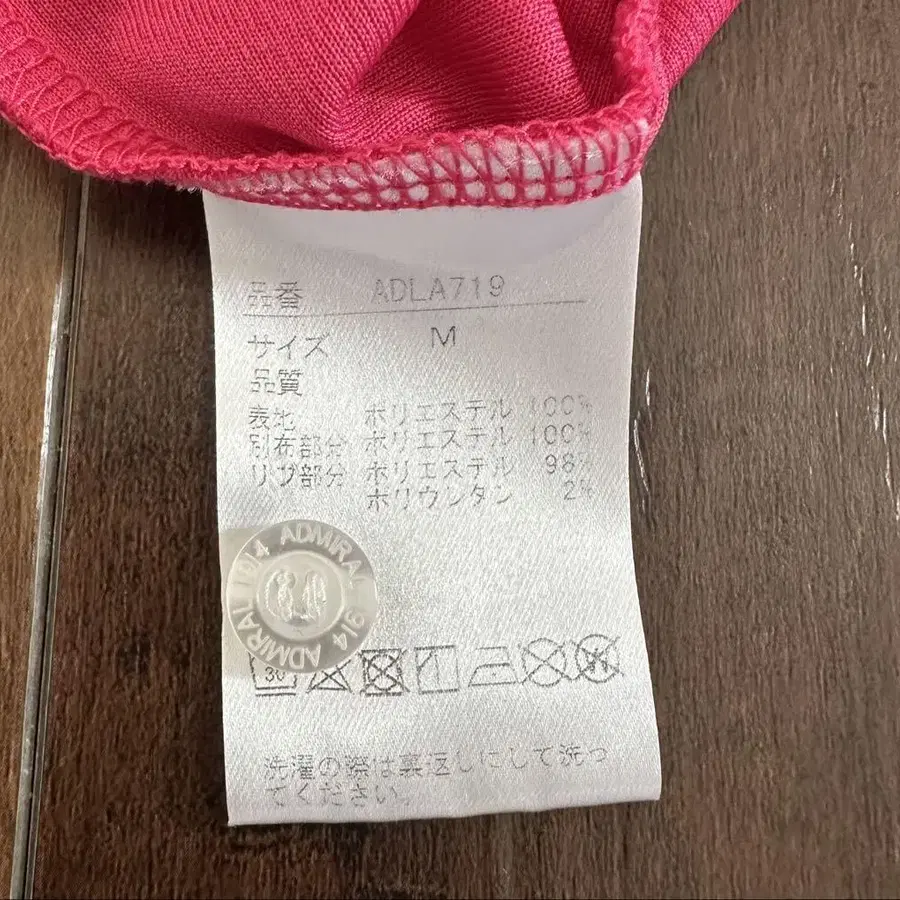 品番 ADLA719
サイズ M
品質
表地 ポリエステル 100%
別布部分 ポリエステル 100%
リブ部分 ポリエステル 98%
ポリウレタン 2%
ADMIRAL 1914 ADMIRAL 1914
30
洗濯の際は裏返しにして洗っ
てください。